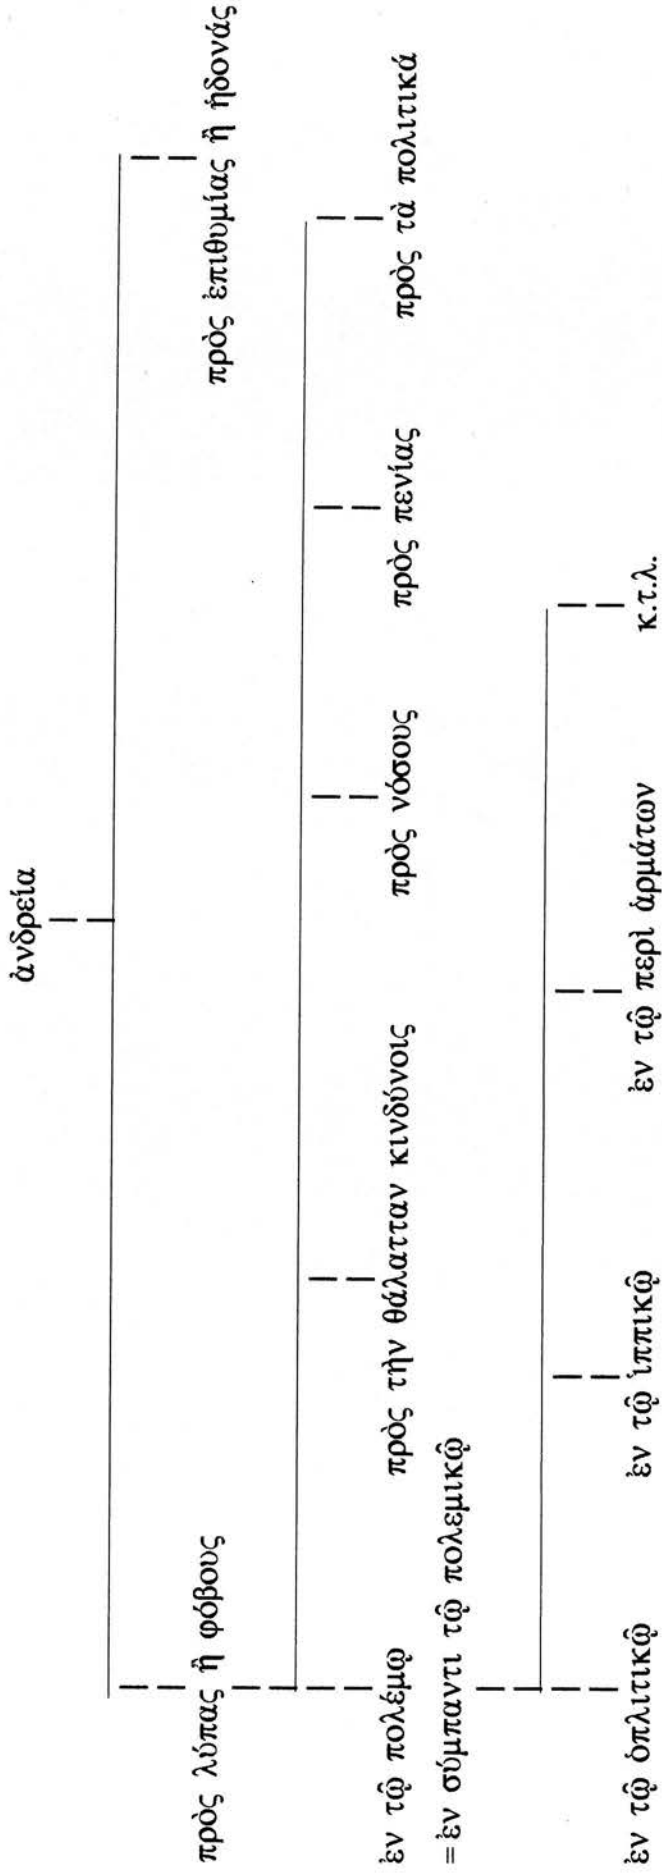 ἀνδρεία
πρὸς λύπας ἢ φόβους
πρὸς ἐπιθυμίας ἢ ἡδονάς
ἐν τῷ πολέμῳ
πρὸς τὴν θάλατταν κινδύνοις
πρὸς νόσους
πρὸς πενίας
πρὸς τὰ πολιτικά
=ἐν σύμπαντι τῷ πολεμικῷ
ἐν τῷ ὁπλιτικῷ
ἐν τῷ ἱππικῷ
ἐν τῷ περὶ ἁρμάτων
κ.τ.λ.